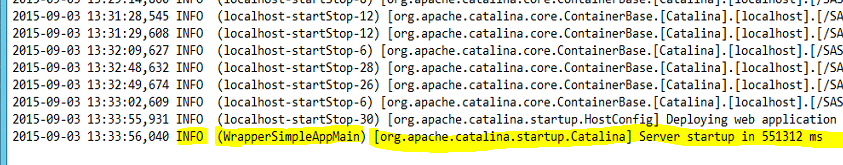 2015-09-03 13:31:28,545 INFO (localhost-startStop-12) [org.apache.catalina.core.ContainerBase.[Catalina].[localhost].[/SAS
2015-09-03 13:31:29,608 INFO (localhost-startStop-12) [org.apache.catalina.core.ContainerBase.[Catalina].[localhost].[/SA
2015-09-03 13:32:09,627 INFO (localhost-startStop-6) [org.apache.catalina.core.ContainerBase.[Catalina].[localhost].[/SAS
2015-09-03 13:32:48,632 INFO (localhost-startStop-28) [org.apache.catalina.core.ContainerBase.[Catalina].[localhost].[/SA
2015-09-03 13:32:49,674 INFO (localhost-startStop-26) [org.apache.catalina.core.ContainerBase.[Catalina].[localhost].[/SA
2015-09-03 13:33:02,609 INFO (localhost-startStop-6) [org.apache.catalina.core.ContainerBase.[Catalina].[localhost].[/SAS
2015-09-03 13:33:55,931 INFO (localhost-startStop-30) [org.apache.catalina.startup.HostConfig] Deploying web application
2015-09-03 13:33:56,040 INFO (WrapperSimpleAppMain) [org.apache.catalina.startup.Catalina] Server startup in 551312 ms